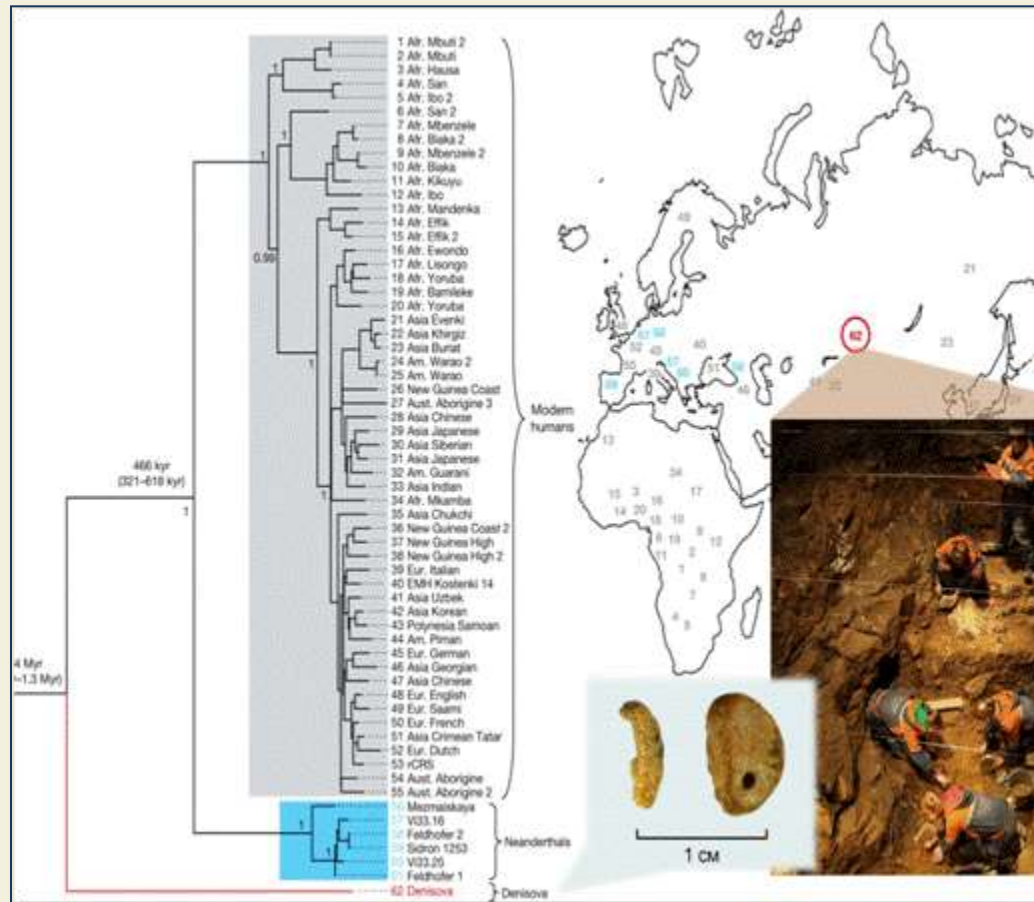 1 Afr. Mbuti 2
2 Afr. Mbuti
3 Afr. Hausa
4 Afr. San
5 Afr. Ibo 2
6 Afr. San 2
7 Afr. Mbenzele
8 Afr. Biaka 2
9 Afr. Mbenzele 2
10 Afr. Biaka
11 Afr. Kikuyu
12 Afr. Ibo
13 Afr. Mandenka
14 Afr. Effik
15 Afr. Effik 2
16 Afr. Ewondo
17 Afr. Lisongo
18 Afr. Yoruba
19 Afr. Bamileke
20 Afr. Yoruba
21 Asia Evenki
22 Asia Khirgiz
23 Asia Buriat
24 Am. Warao 2
25 Am. Warao
26 New Guinea Coast
27 Aust. Aborigine 3
28 Asia Chinese
29 Asia Japanese
30 Asia Siberian
31 Asia Japanese
32 Am. Guarani
33 Asia Indian
34 Afr. Mkamba
35 Asia Chukchi
36 New Guinea Coast 2
37 New Guinea High
38 New Guinea High 2
39 Eur. Italian
40 EMH Kostenki 14
41 Asia Uzbek
42 Asia Korean
43 Polynesia Samoan
44 Am. Piman
45 Eur. German
46 Asia Georgian
47 Asia Chinese
48 Eur. English
49 Eur. Saami
50 Eur. French
51 Asia Crimean Tatar
52 Eur. Dutch
53 rCRS
54 Aust. Aborigine
55 Aust. Aborigine 2
Mezmaiskaya
Vi33.16
Feldhofer 2
Sidron 1253
Vi33.25
Feldhofer 1
62 Denisova
Modern
humans
Neanderthals
Denisova
0.99
466 kyr
(321–618 kyr)
4 Myr
–1.3 Myr)
62
1 см